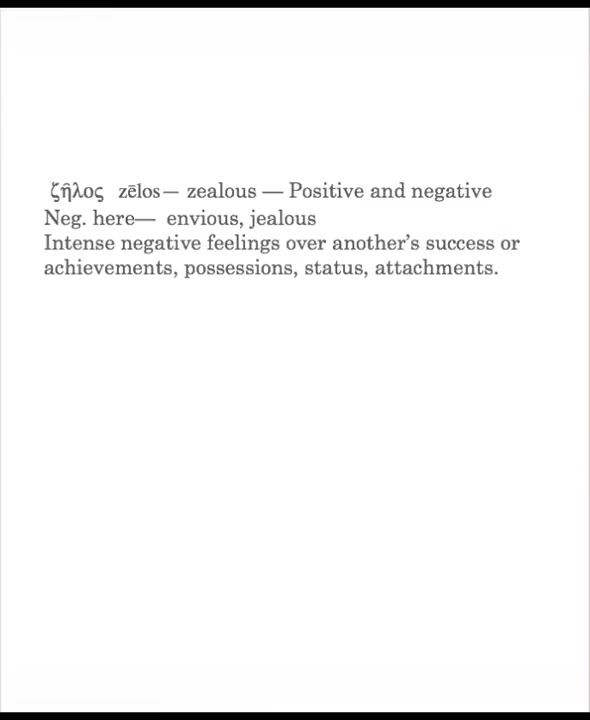 ζῆλος zēlos— zealous — Positive and negative
Neg. here— envious, jealous
Intense negative feelings over another’s success or
achievements, possessions, status, attachments.